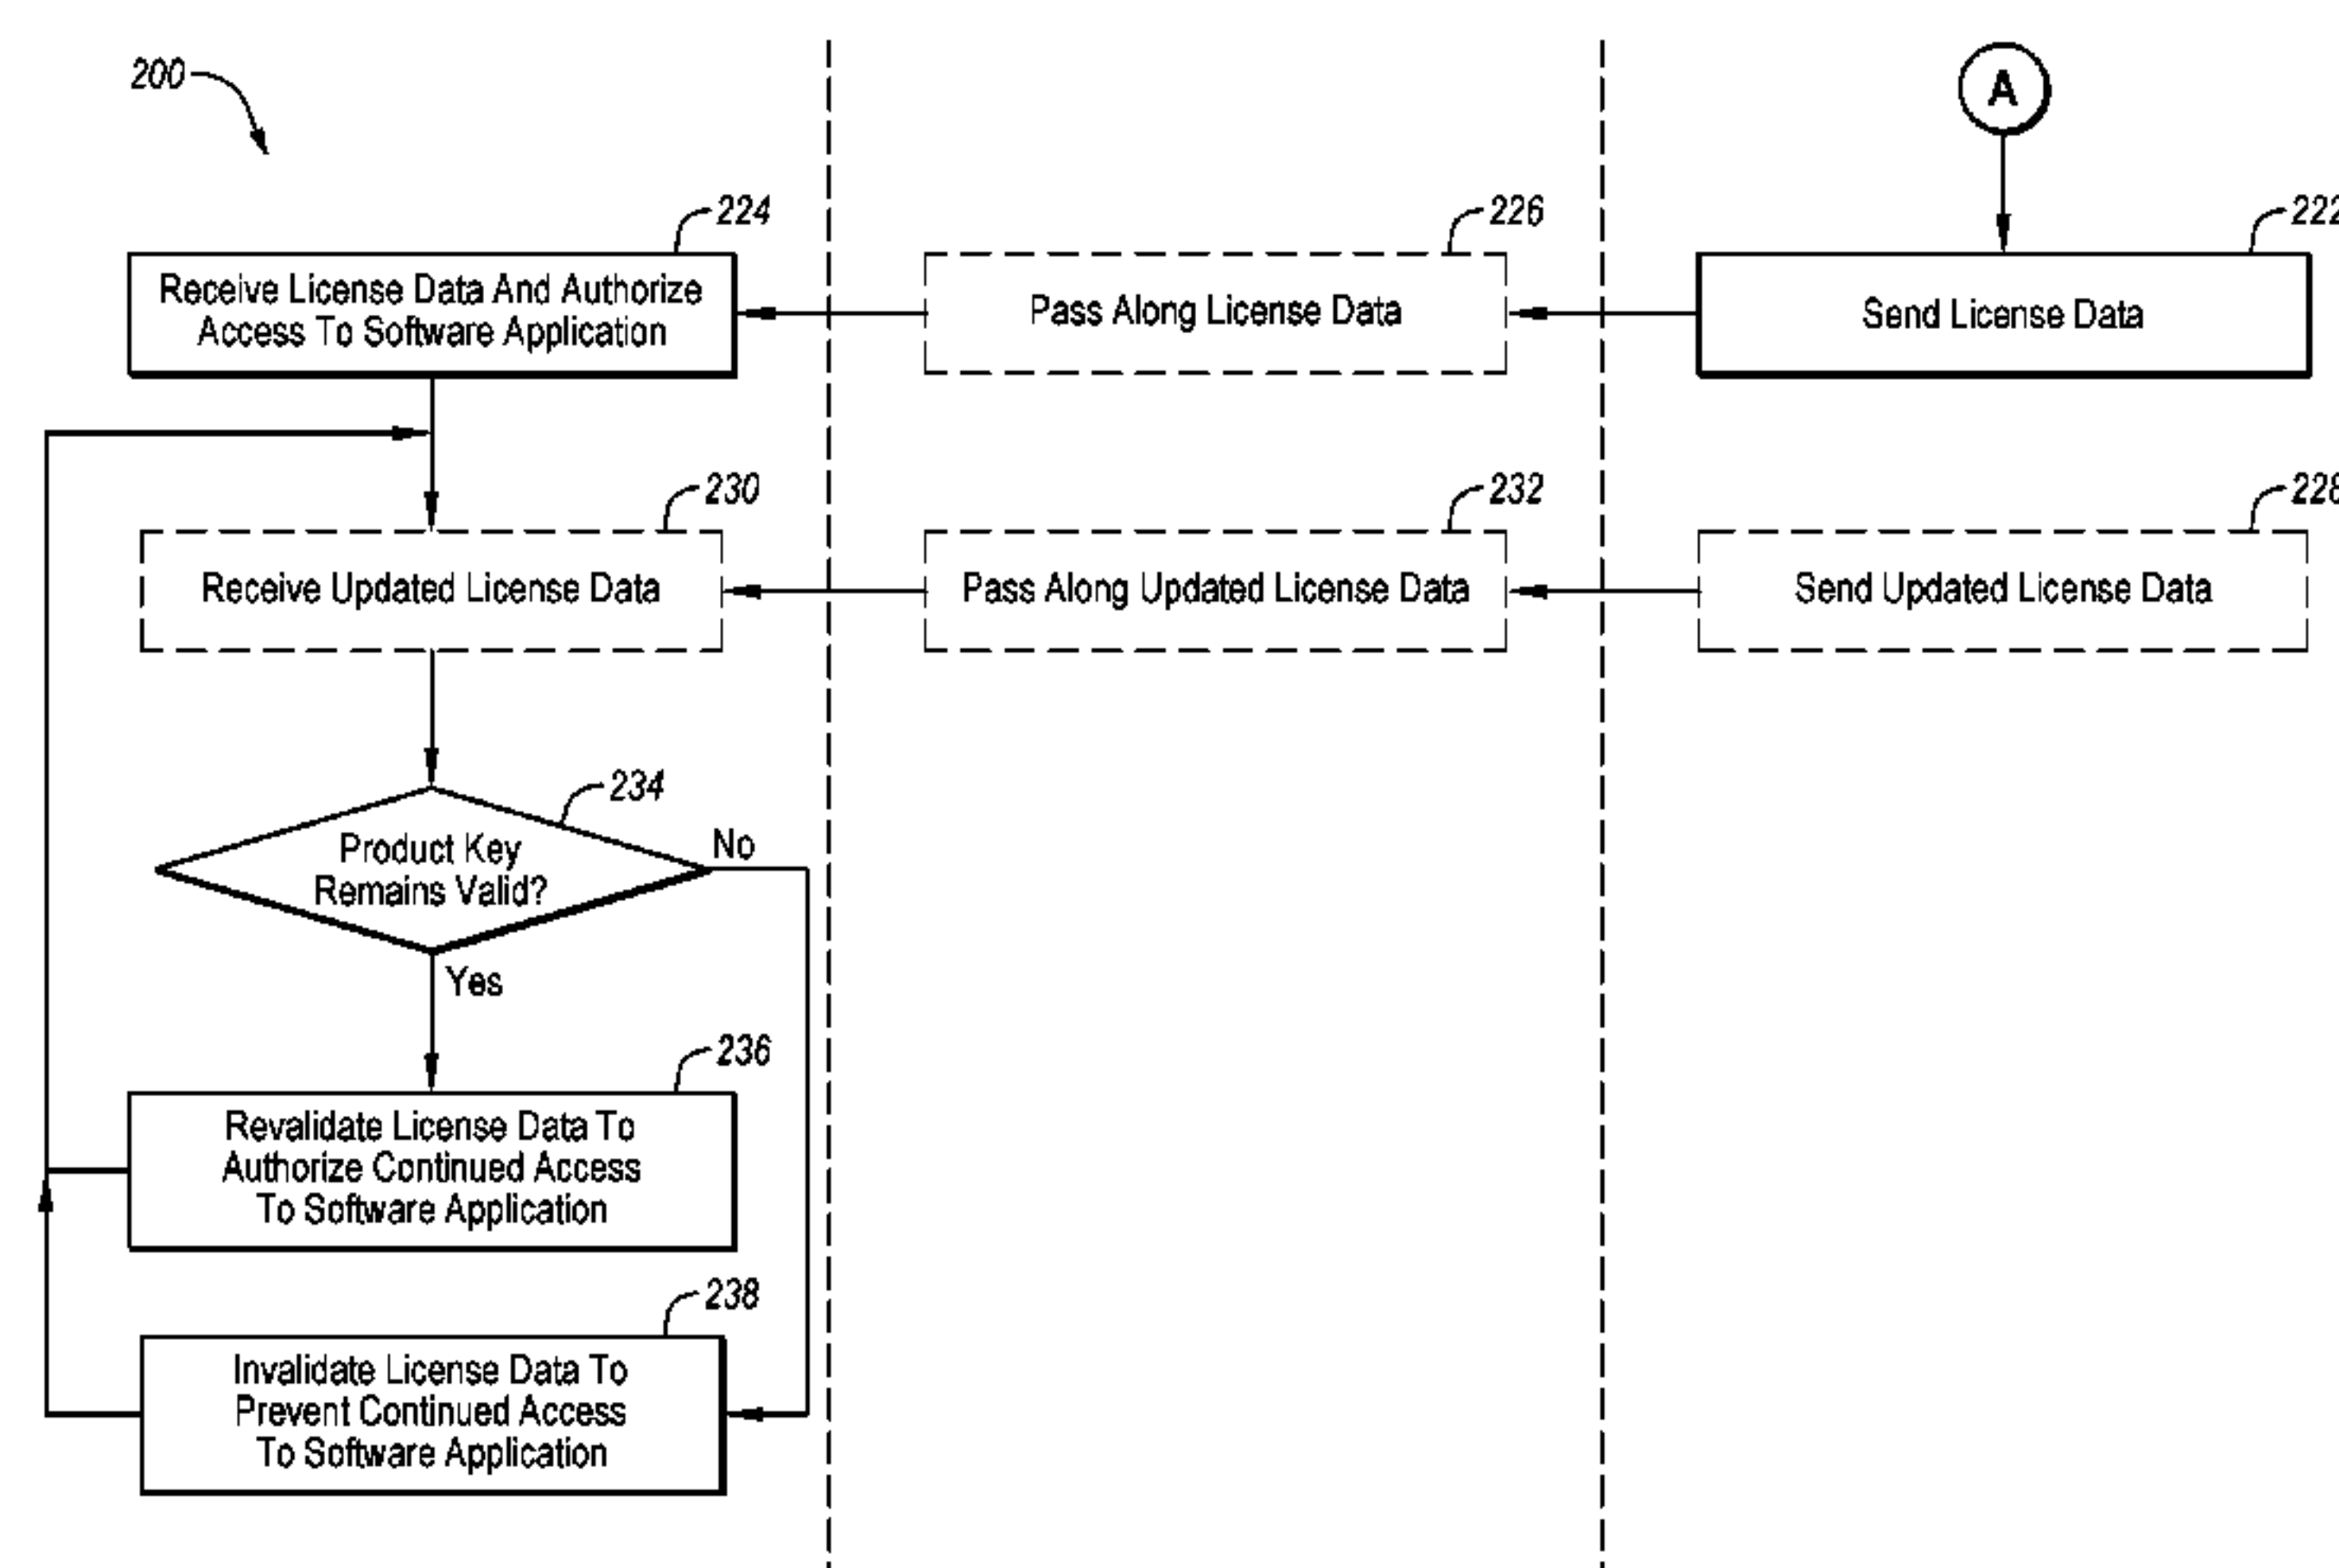 200
A
224
226
222
Receive License Data And Authorize
Access To Software Application
Pass Along License Data
Send License Data
230
232
228
Receive Updated License Data
Pass Along Updated License Data
Send Updated License Data
234
Product Key
Remains Valid?
No
Yes
236
Revalidate License Data To
Authorize Continued Access
To Software Application
238
Invalidate License Data To
Prevent Continued Access
To Software Application